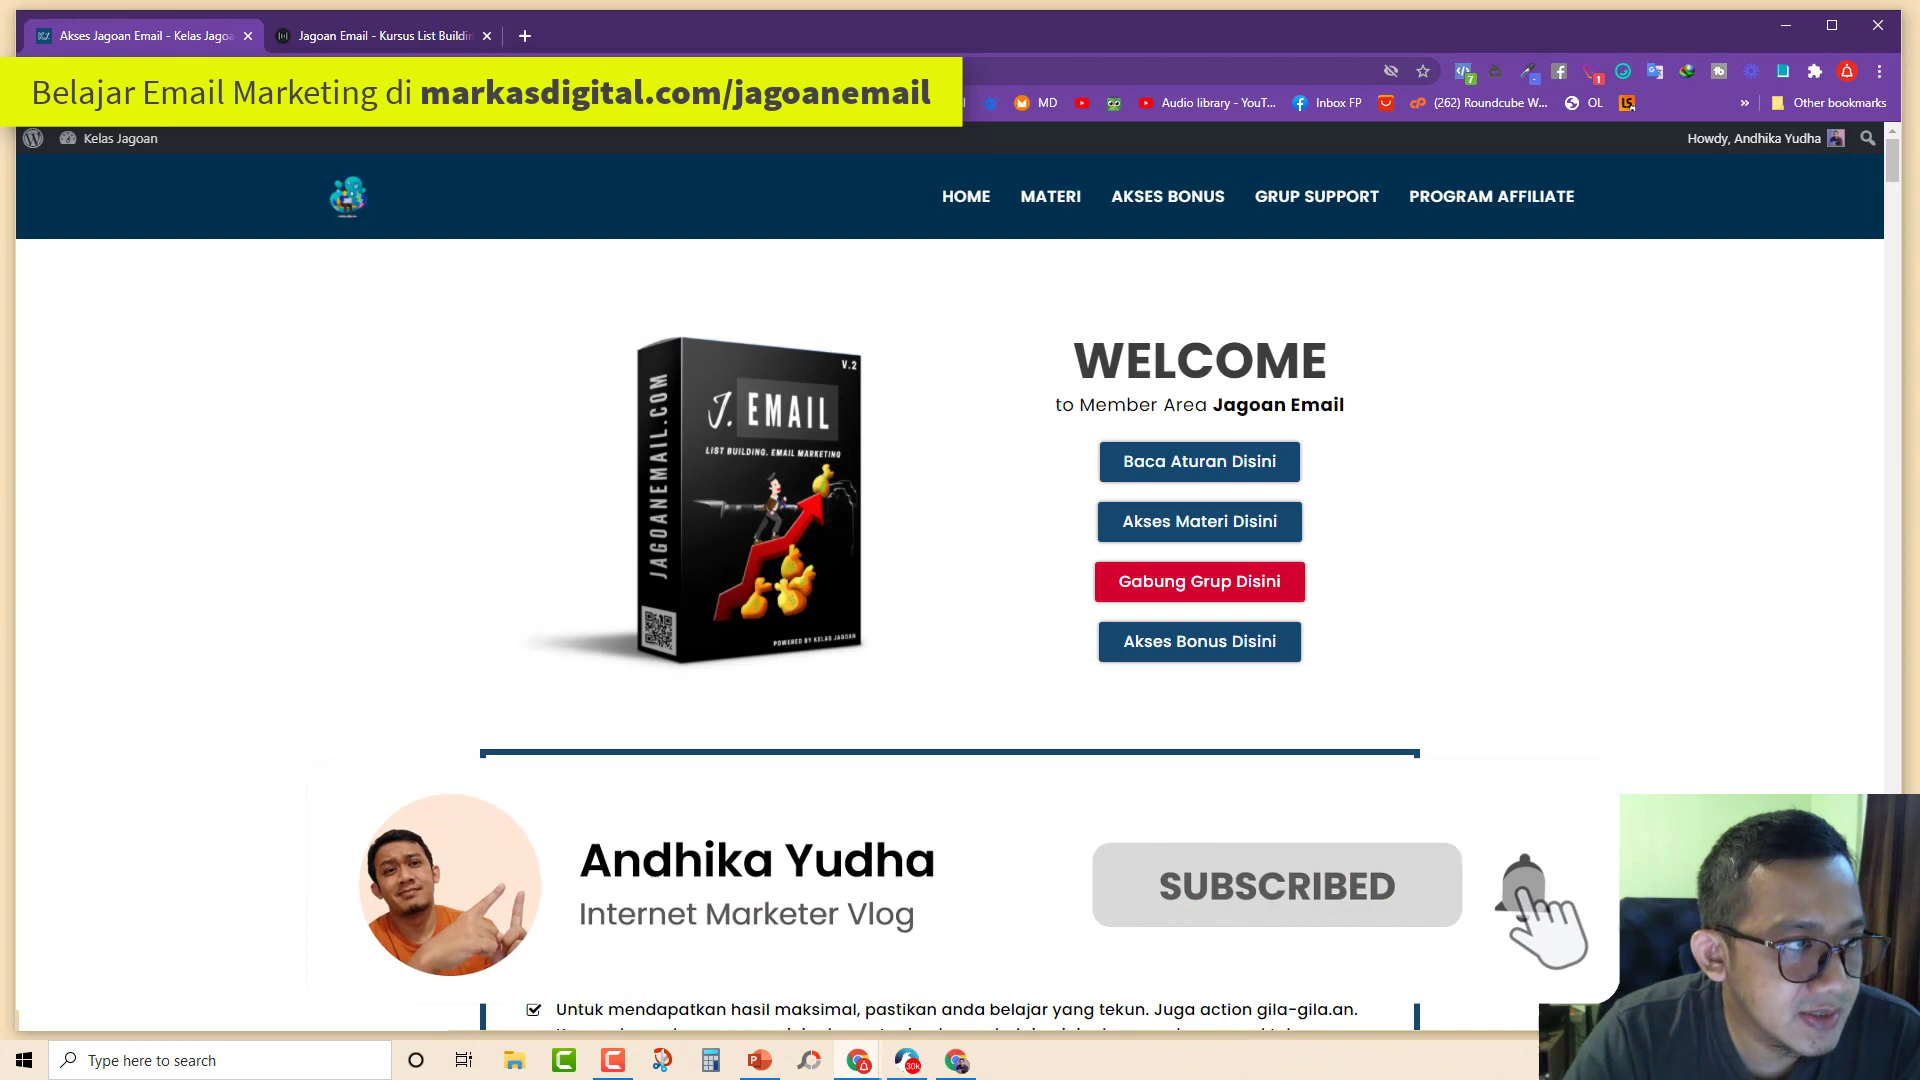 Akses Jagoan Email - Kelas Jago
Jagoan Email - Kursus List Buildin
Belajar Email Marketing di markasdigital.com/jagoanemail
MD
Audio library - YouT...
Inbox FP
(262) Roundcube W...
OL
Other bookmarks
Kelas Jagoan
Howdy, Andhika Yudha
HOME
MATERI
AKSES BONUS
GRUP SUPPORT
PROGRAM AFFILIATE
V.2
J. EMAIL
LIST BUILDING. EMAIL MARKETING
JAGOANEMAIL.COM
POWERED BY KELAS JAGOAN
WELCOME
to Member Area Jagoan Email
Baca Aturan Disini
Akses Materi Disini
Gabung Grup Disini
Akses Bonus Disini
Andhika Yudha
Internet Marketer Vlog
SUBSCRIBED
Untuk mendapatkan hasil maksimal, pastikan anda belajar yang tekun. Juga action gila-gila.an.
Type here to search
30k